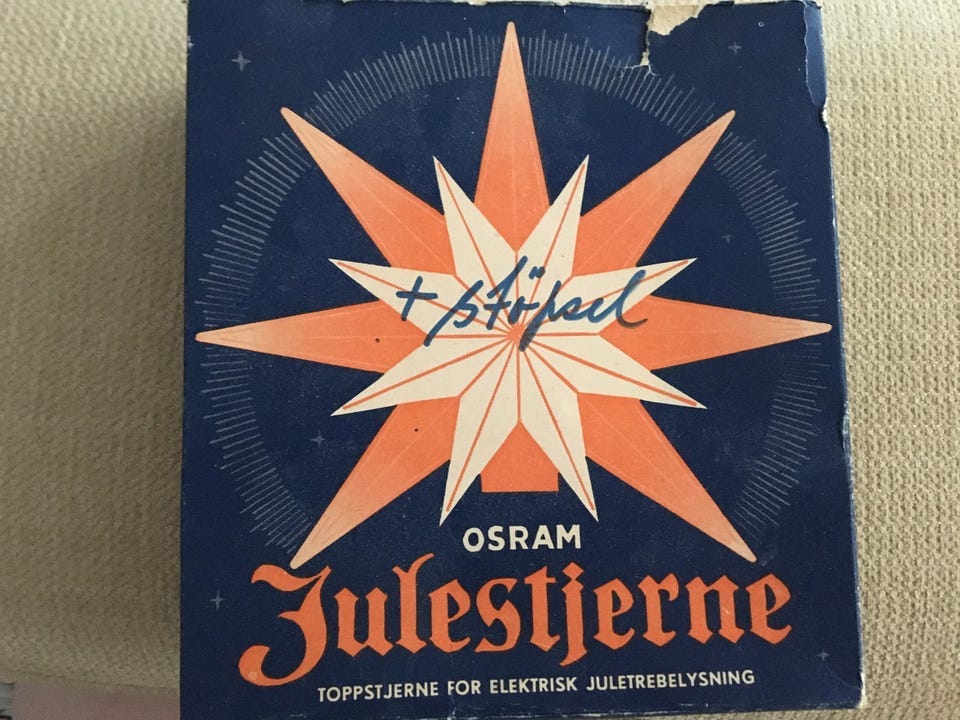 + stöpsel
OSRAM
Julestjerne
TOPPSTJERNE FOR ELEKTRISK JULETREBELYSNING